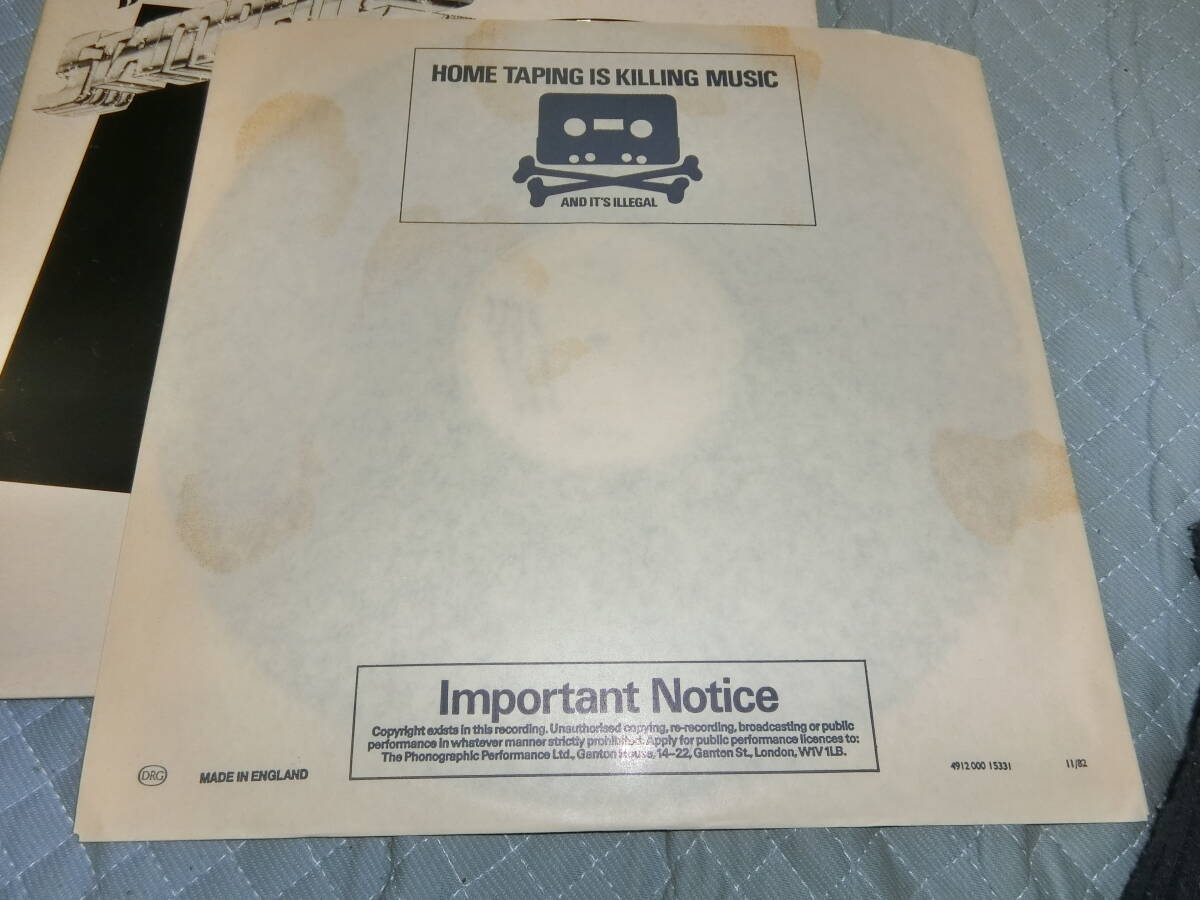 HOME TAPING IS KILLING MUSIC
AND IT'S ILLEGAL
Important Notice
Copyright exists in this recording. Unauthorised copying, re-recording, broadcasting or public
performance in whatever manner strictly prohibited. Apply for public performance licences to:
The Phonographic Performance Ltd., Ganton House, 14–22, Ganton St., London, W1V 1LB.
DRG MADE IN ENGLAND 4912 000 15331 11/82